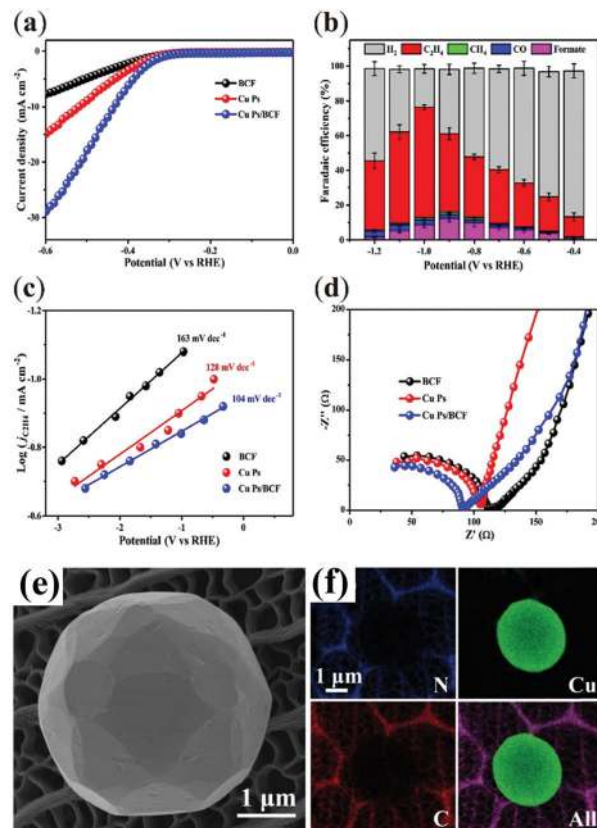 (a)
0
-10
-20
-30
Current density (mA cm⁻²)
BCF
Cu Ps
Cu Ps/BCF
-0.6 -0.4 -0.2 0.0
Potential (V vs RHE)
(b)
100
80
60
40
20
0
Faradaic efficiency (%)
H₂ C₂H₄ CH₄ CO Formate
-1.2 -1.0 -0.8 -0.6 -0.4
Potential (V vs RHE)
(c)
-1.2
-1.0
-0.8
-0.6
Log (j C2H4 / mA cm⁻²)
163 mV dec⁻¹
128 mV dec⁻¹
104 mV dec⁻¹
BCF
Cu Ps
Cu Ps/BCF
-3 -2 -1 0
Potential (V vs RHE)
(d)
200
150
100
50
0
-Z'' (Ω)
BCF
Cu Ps
Cu Ps/BCF
0 50 100 150 200
Z' (Ω)
(e)
1 μm
(f)
1 μm
N
Cu
C
All